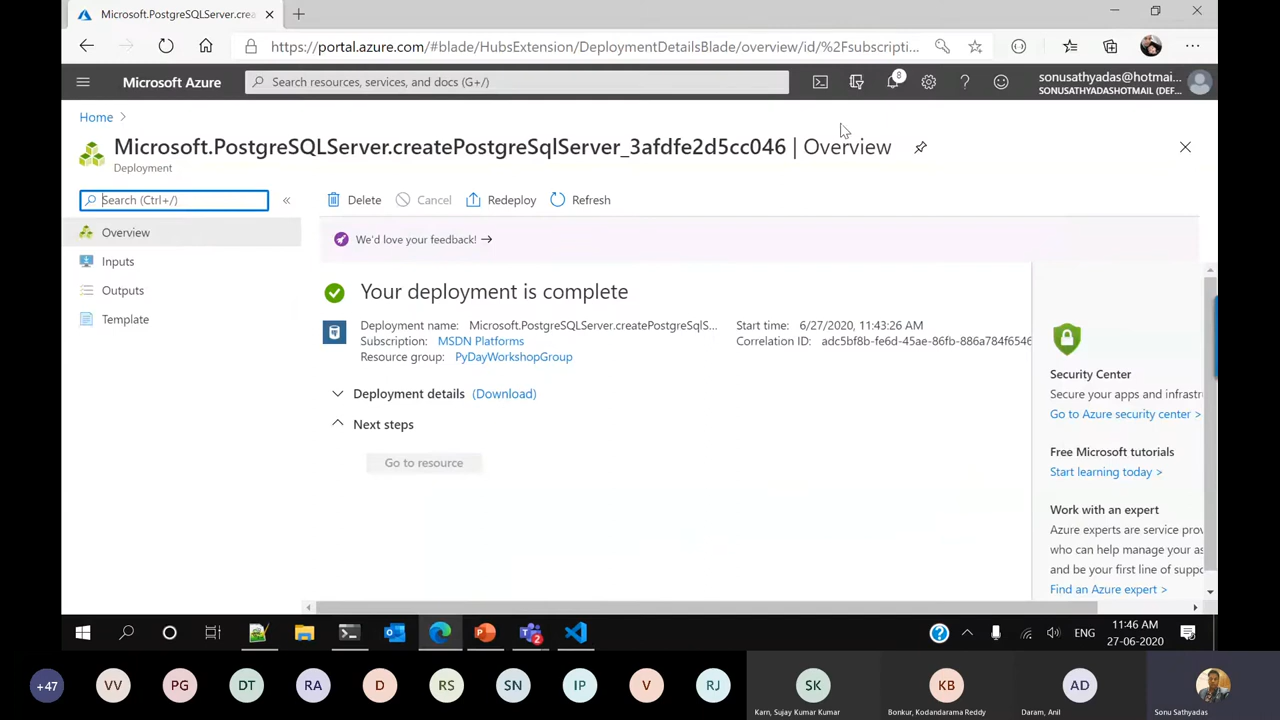 Microsoft.PostgreSQLServer.crea
https://portal.azure.com/#blade/HubsExtension/DeploymentDetailsBlade/overview/id/%2Fsubscripti...
Microsoft Azure
Search resources, services, and docs (G+/)
8
sonusathyadas@hotmai...
SONUSATHYADASHOTMAIL (DEF...
Home >
Microsoft.PostgreSQLServer.createPostgreSqlServer_3afdfe2d5cc046 | Overview
Deployment
Search (Ctrl+/)
«
Delete
Cancel
Redeploy
Refresh
Overview
Inputs
Outputs
Template
We'd love your feedback! →
Your deployment is complete
Deployment name: Microsoft.PostgreSQLServer.createPostgreSqlS...
Subscription: MSDN Platforms
Resource group: PyDayWorkshopGroup
Start time: 6/27/2020, 11:43:26 AM
Correlation ID: adc5bf8b-fe6d-45ae-86fb-886a784f6546
Deployment details (Download)
Next steps
Go to resource
Security Center
Secure your apps and infrastr
Go to Azure security center >
Free Microsoft tutorials
Start learning today >
Work with an expert
Azure experts are service prov
who can help manage your as
and be your first line of suppo
Find an Azure expert >
2
ENG
11:46 AM
27-06-2020
+47
VV
PG
DT
RA
D
RS
SN
IP
V
RJ
SK
Karn, Sujay Kumar Kumar
KB
Bonkur, Kodandarama Reddy
AD
Daram, Anil
Sonu Sathyadas